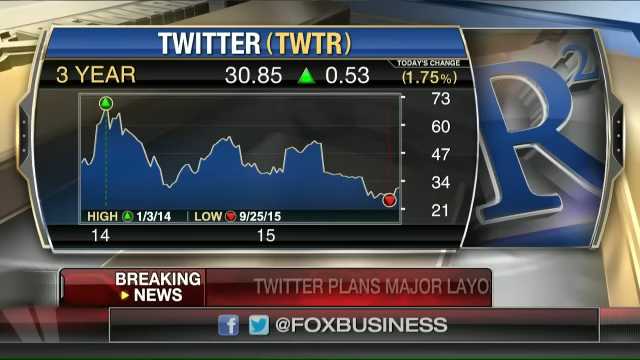 TWITTER (TWTR)
3 YEAR 30.85 0.53 TODAY'S CHANGE (1.75%)
73
60
47
34
21
HIGH 1/3/14 LOW 9/25/15
14 15
R2
BREAKING NEWS
TWITTER PLANS MAJOR LAYO
@FOXBUSINESS